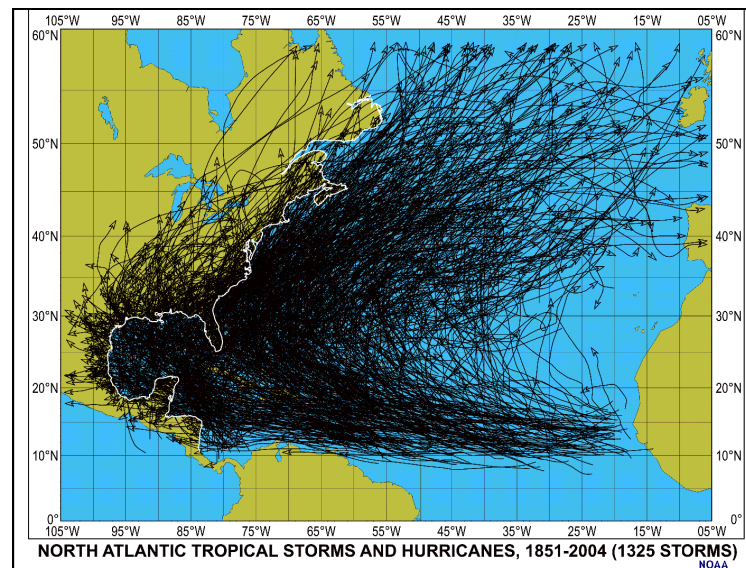 105°W 95°W 85°W 75°W 65°W 55°W 45°W 35°W 25°W 15°W 05°W
60°N 60°N
50°N 50°N
40°N 40°N
30°N 30°N
20°N 20°N
10°N 10°N
0° 0°
105°W 95°W 85°W 75°W 65°W 55°W 45°W 35°W 25°W 15°W 05°W
NORTH ATLANTIC TROPICAL STORMS AND HURRICANES, 1851-2004 (1325 STORMS)
NOAA